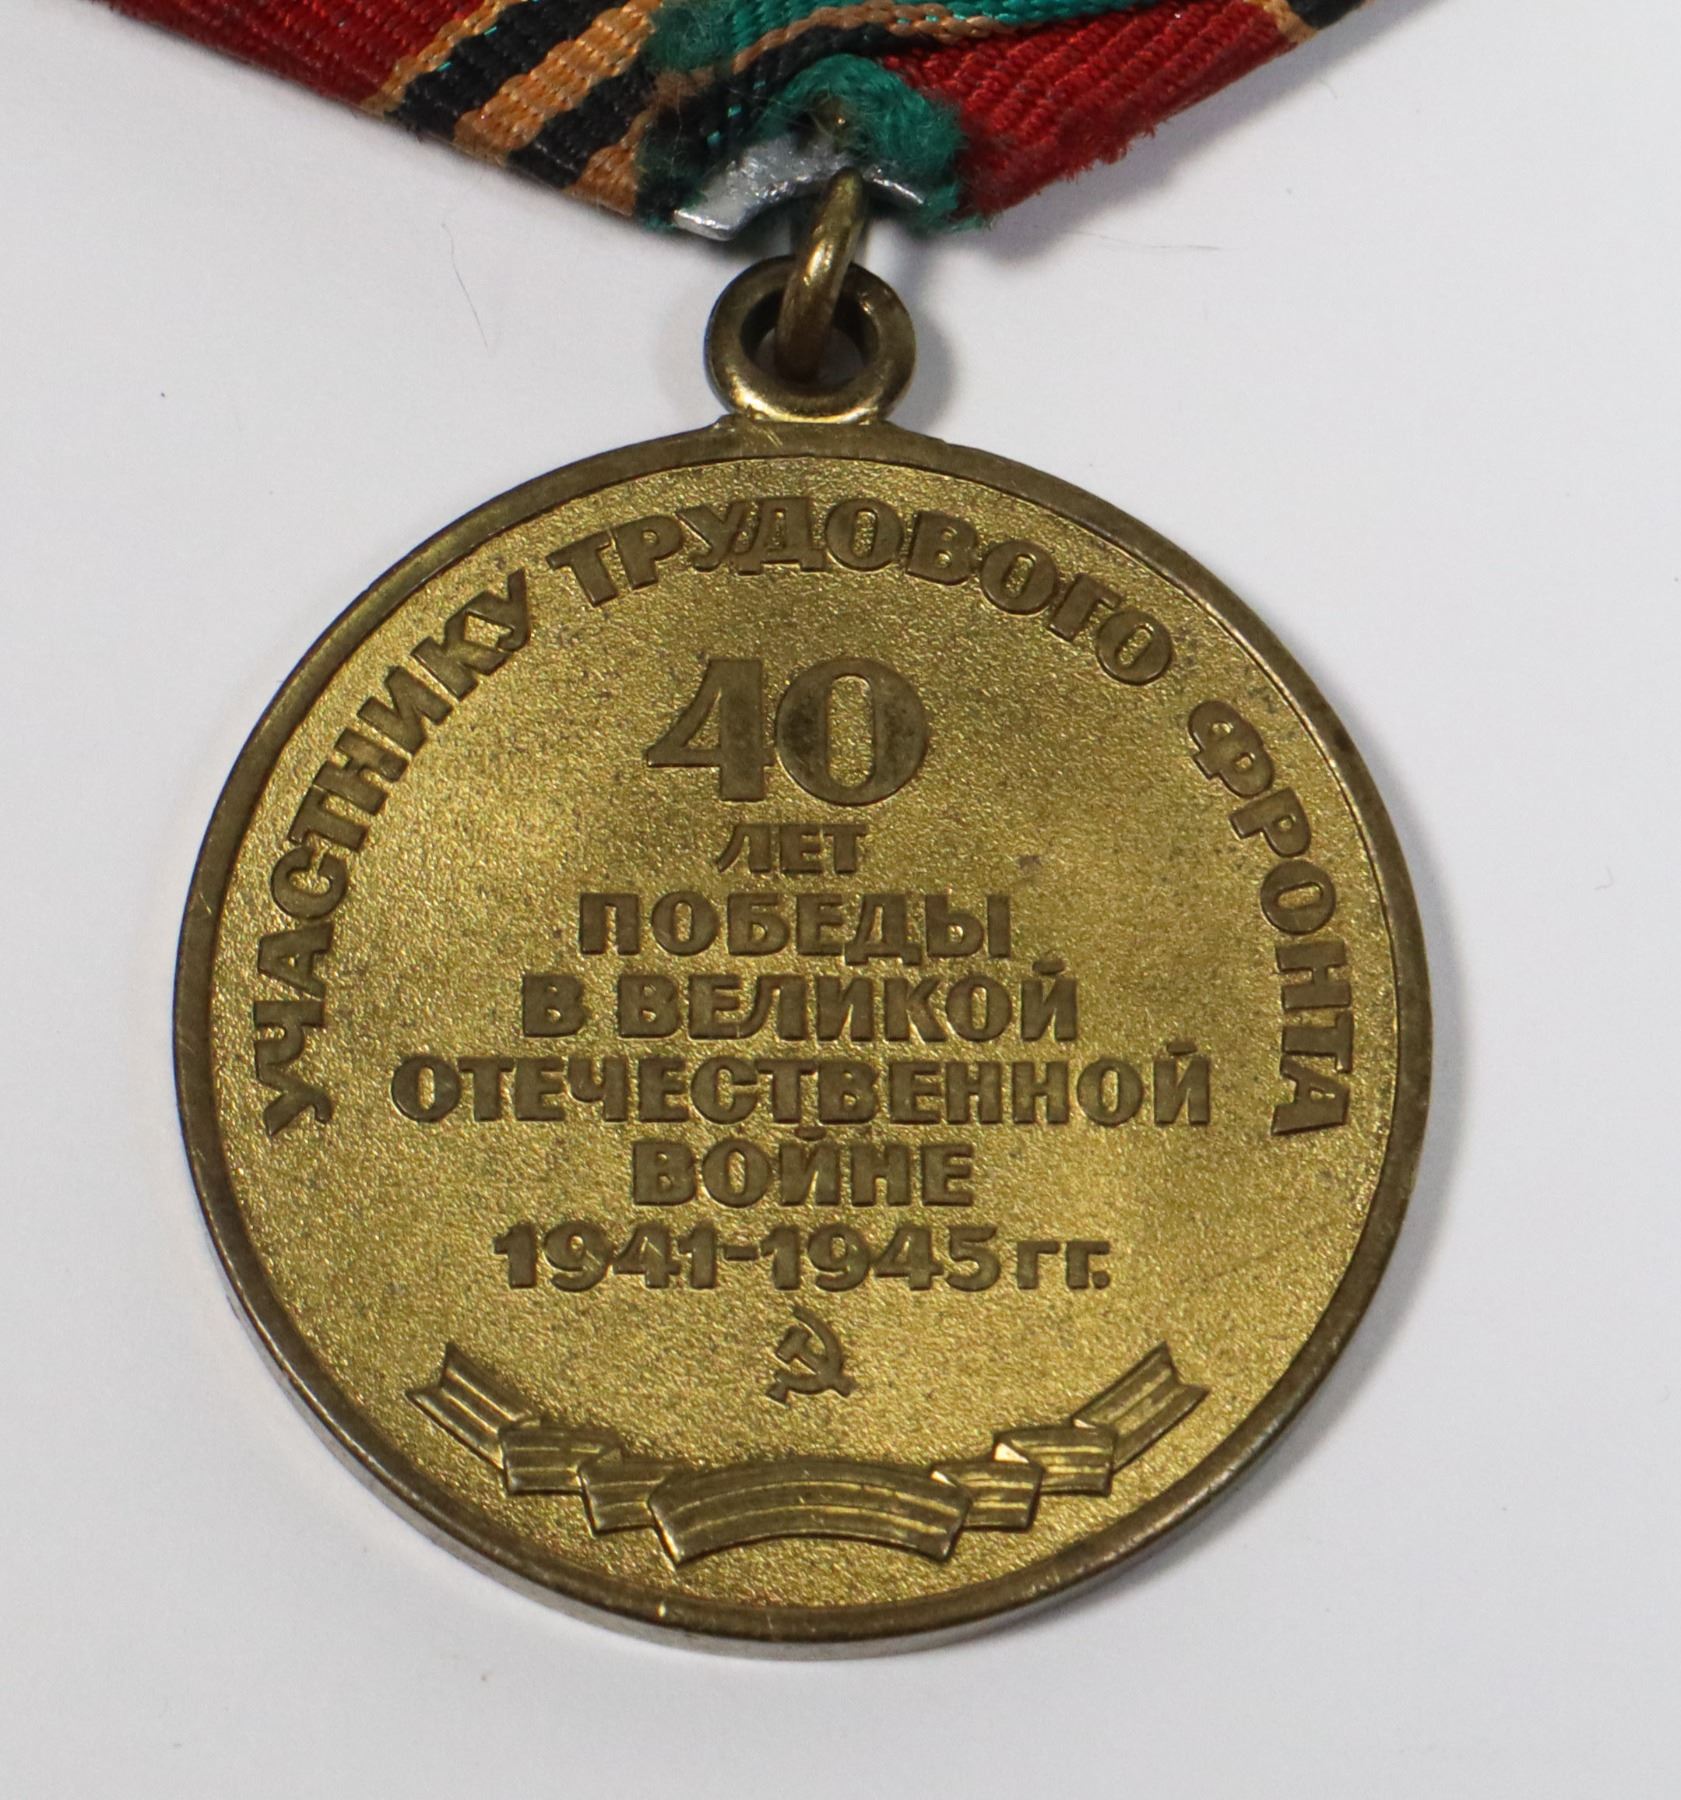 УЧАСТНИКУ ТРУДОВОГО ФРОНТА
40
ЛЕТ
ПОБЕДЫ
В ВЕЛИКОЙ
ОТЕЧЕСТВЕННОЙ
ВОЙНЕ
1941-1945 ГГ.